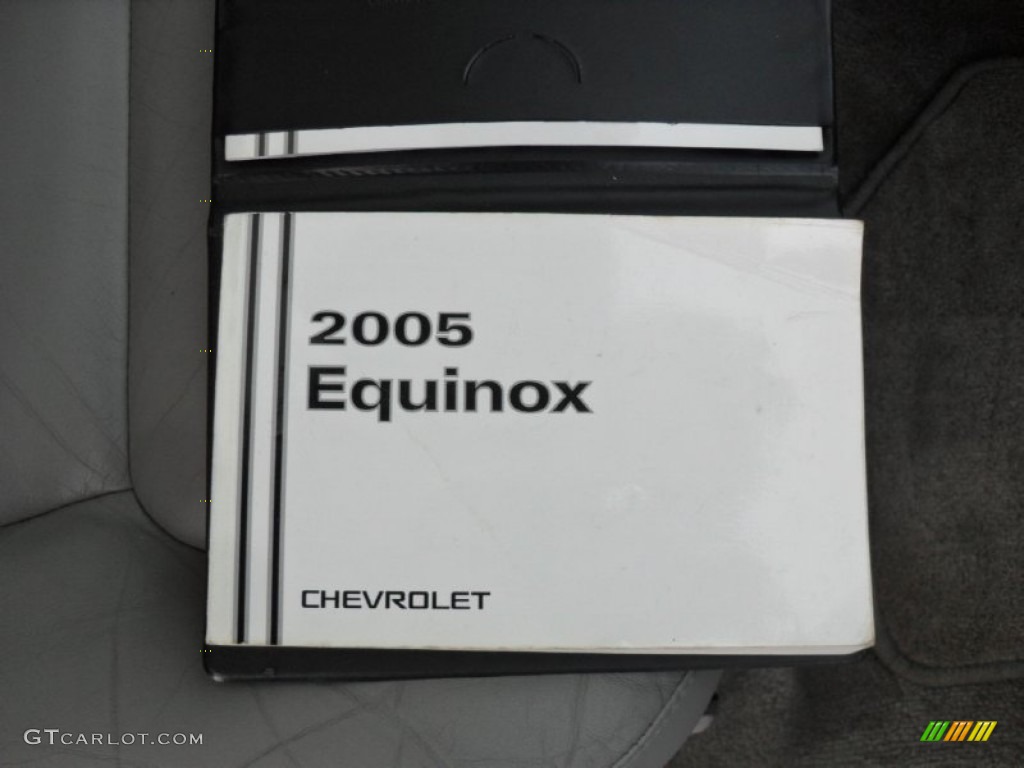 2005
Equinox
CHEVROLET
GTCARLOT.COM